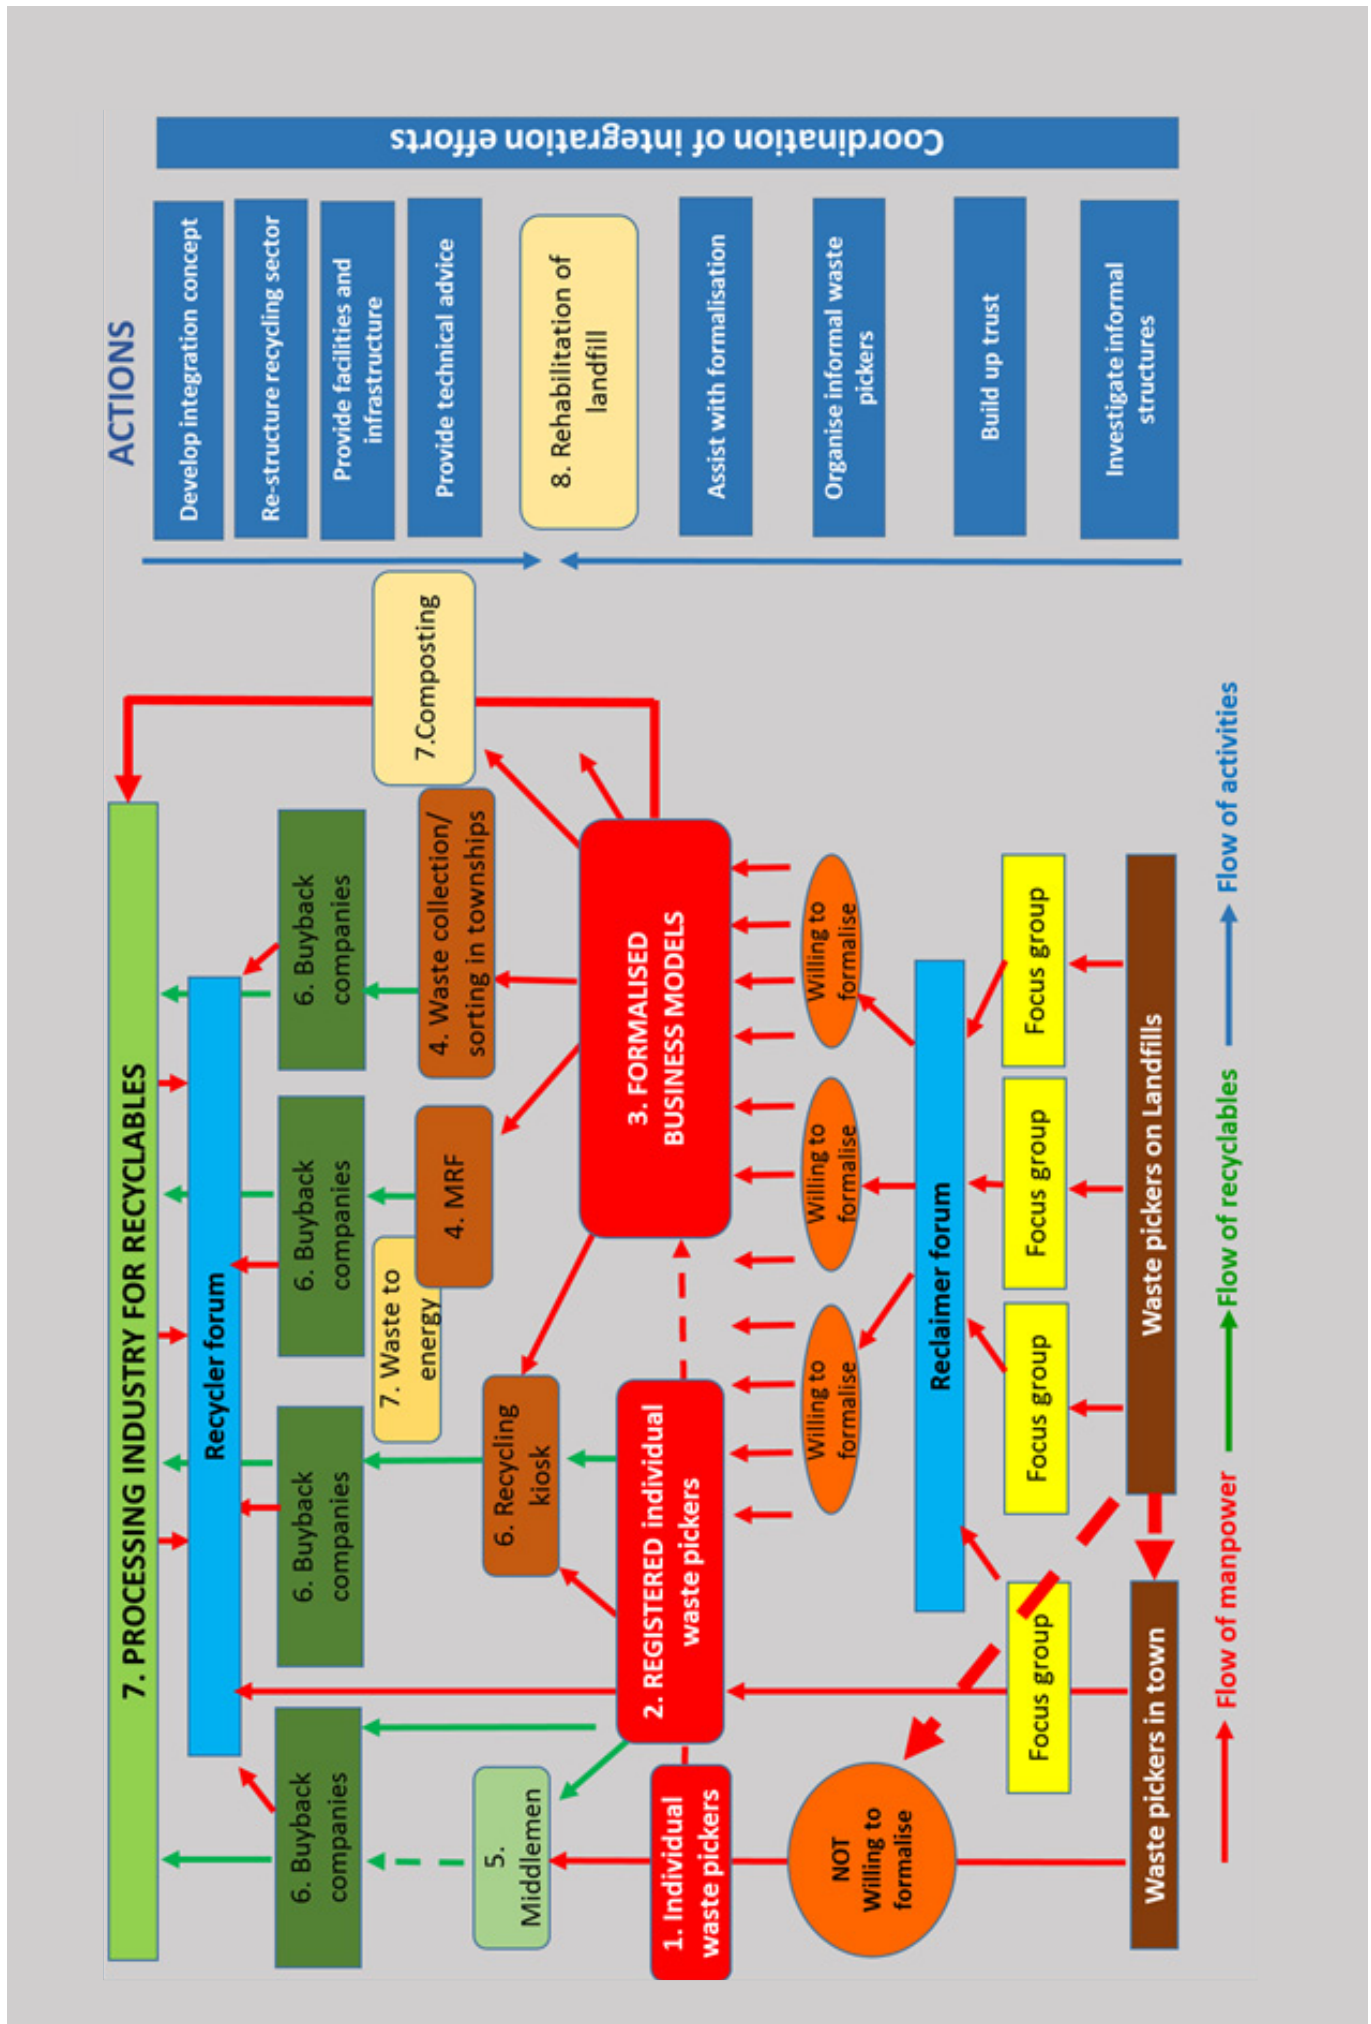 7. PROCESSING INDUSTRY FOR RECYCLABLES
Recycler forum
6. Buyback
companies
6. Buyback
companies
6. Buyback
companies
6. Buyback
companies
7. Waste to
energy
7.Composting
5.
Middlemen
6. Recycling
kiosk
4. MRF
4. Waste collection/
sorting in townships
1. Individual
waste pickers
2. REGISTERED individual
waste pickers
3. FORMALISED
BUSINESS MODELS
NOT
Willing to
formalise
Willing to
formalise
Willing to
formalise
Willing to
formalise
Reclaimer forum
Focus group
Focus group
Focus group
Focus group
Waste pickers in town
Waste pickers on Landfills
Flow of manpower
Flow of recyclables
Flow of activities
ACTIONS
Develop integration concept
Re-structure recycling sector
Provide facilities and
infrastructure
Provide technical advice
8. Rehabilitation of
landfill
Assist with formalisation
Organise informal waste
pickers
Build up trust
Investigate informal
structures
Coordination of integration efforts